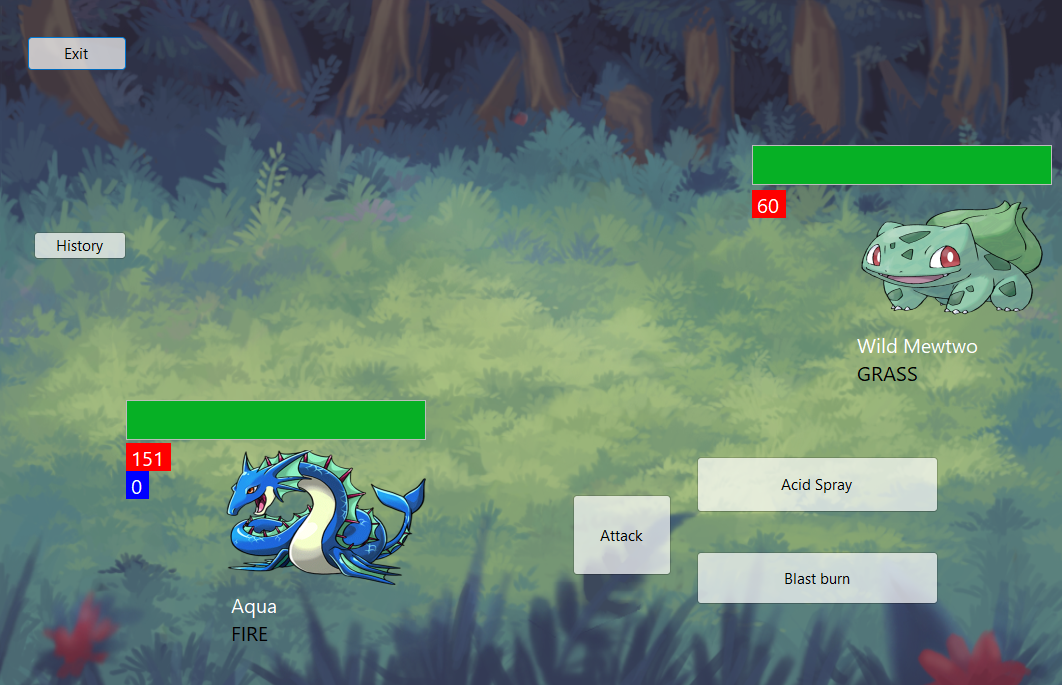 Exit
60
History
Wild Mewtwo
GRASS
151
0
Acid Spray
Attack
Blast burn
Aqua
FIRE